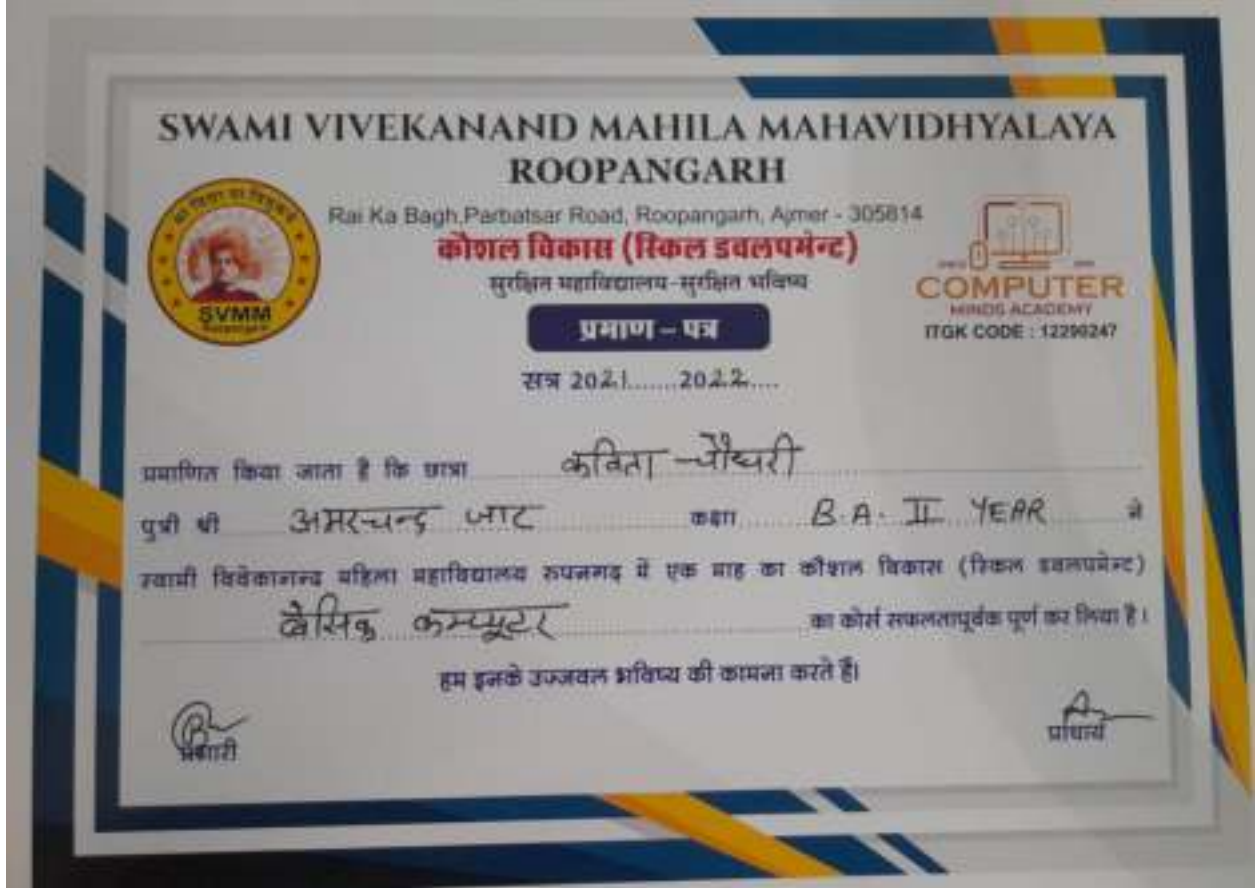 SWAMI VIVEKANAND MAHILA MAHAVIDHYALAYA
ROOPANGARH
Rai Ka Bagh,Parbatsar Road, Roopangarh, Ajmer - 305814
कौशल विकास (स्किल डवलपमेन्ट)
सुरक्षित महाविद्यालय-सुरक्षित भविष्य
SVMM
Roopangarh
COMPUTER
MINDS ACADEMY
ITGK CODE : 12290247
प्रमाण – पत्र
सत्र 2021.......2022....
प्रमाणित किया जाता है कि छात्रा कविता चौधरी
पुत्री श्री अमरचन्द जाट कक्षा B.A. II YEAR ने
स्वामी विवेकानन्द महिला महाविद्यालय रुपनगढ़ में एक माह का कौशल विकास (स्किल डवलपमेन्ट)
बेसिक कम्प्यूटर का कोर्स सफलतापूर्वक पूर्ण कर लिया है।
हम इनके उज्जवल भविष्य की कामना करते हैं।
प्रभारी
प्राचार्य